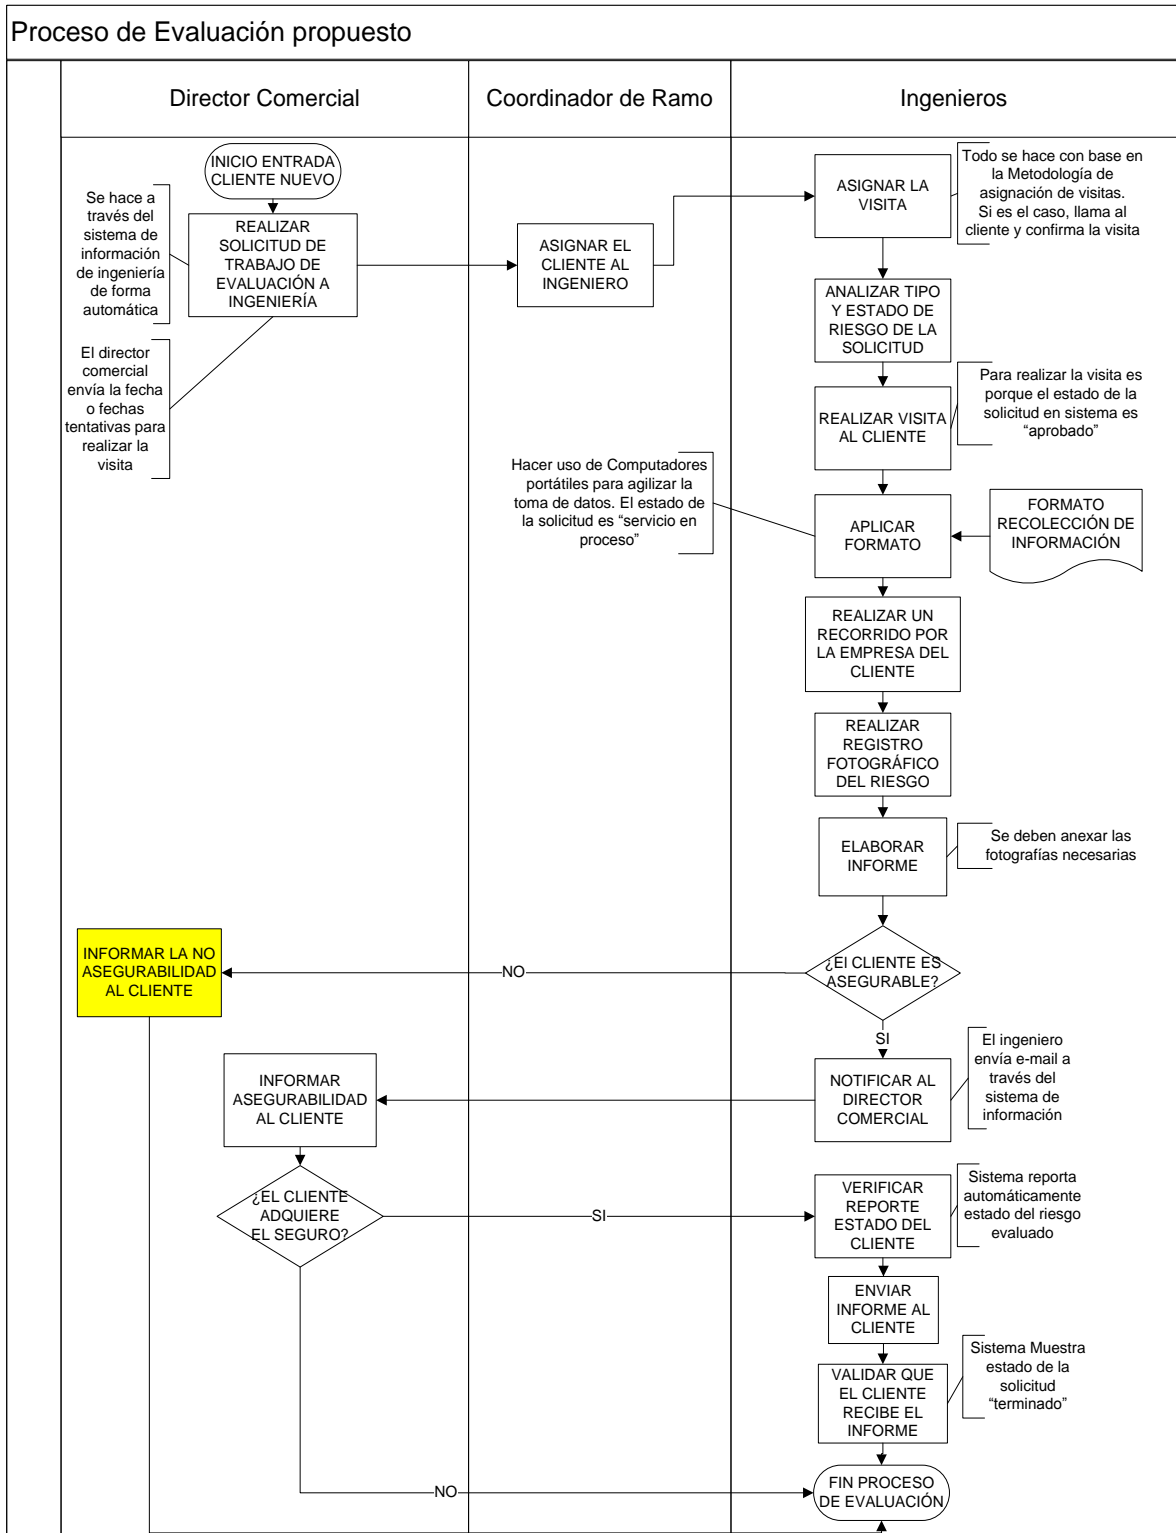 Proceso de Evaluación propuesto
Director Comercial
Coordinador de Ramo
Ingenieros
INICIO ENTRADA
CLIENTE NUEVO
Se hace a
través del
sistema de
información
de ingeniería
de forma
automática
REALIZAR
SOLICITUD DE
TRABAJO DE
EVALUACIÓN A
INGENIERÍA
El director
comercial
envía la fecha
o fechas
tentativas para
realizar la
visita
ASIGNAR EL
CLIENTE AL
INGENIERO
ASIGNAR LA
VISITA
Todo se hace con base en
la Metodología de
asignación de visitas.
Si es el caso, llama al
cliente y confirma la visita
ANALIZAR TIPO
Y ESTADO DE
RIESGO DE LA
SOLICITUD
REALIZAR VISITA
AL CLIENTE
Para realizar la visita es
porque el estado de la
solicitud en sistema es
“aprobado”
Hacer uso de Computadores
portátiles para agilizar la
toma de datos. El estado de
la solicitud es “servicio en
proceso”
APLICAR
FORMATO
FORMATO
RECOLECCIÓN DE
INFORMACIÓN
REALIZAR UN
RECORRIDO POR
LA EMPRESA DEL
CLIENTE
REALIZAR
REGISTRO
FOTOGRÁFICO
DEL RIESGO
ELABORAR
INFORME
Se deben anexar las
fotografías necesarias
¿El CLIENTE ES
ASEGURABLE?
NO
INFORMAR LA NO
ASEGURABILIDAD
AL CLIENTE
SI
NOTIFICAR AL
DIRECTOR
COMERCIAL
El ingeniero
envía e-mail a
través del
sistema de
información
INFORMAR
ASEGURABILIDAD
AL CLIENTE
¿EL CLIENTE
ADQUIERE
EL SEGURO?
SI
VERIFICAR
REPORTE
ESTADO DEL
CLIENTE
Sistema reporta
automáticamente
estado del riesgo
evaluado
ENVIAR
INFORME AL
CLIENTE
VALIDAR QUE
EL CLIENTE
RECIBE EL
INFORME
Sistema Muestra
estado de la
solicitud
“terminado”
NO
FIN PROCESO
DE EVALUACIÓN